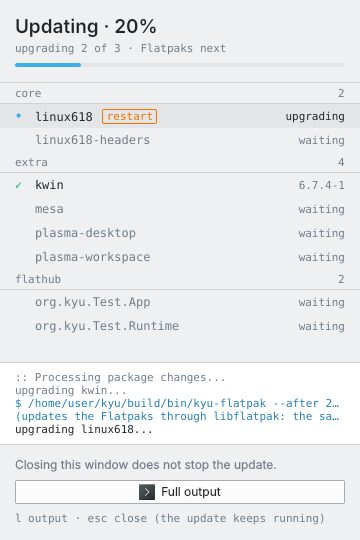 Updating · 20%
upgrading 2 of 3 · Flatpaks next
core 2
• linux618 restart upgrading
linux618-headers waiting
extra 4
✓ kwin 6.7.4-1
mesa waiting
plasma-desktop waiting
plasma-workspace waiting
flathub 2
org.kyu.Test.App waiting
org.kyu.Test.Runtime waiting
:: Processing package changes...
upgrading kwin...
$ /home/user/kyu/build/bin/kyu-flatpak --after 2…
(updates the Flatpaks through libflatpak: the sa…
upgrading linux618...
Closing this window does not stop the update.
Full output
l output · esc close (the update keeps running)